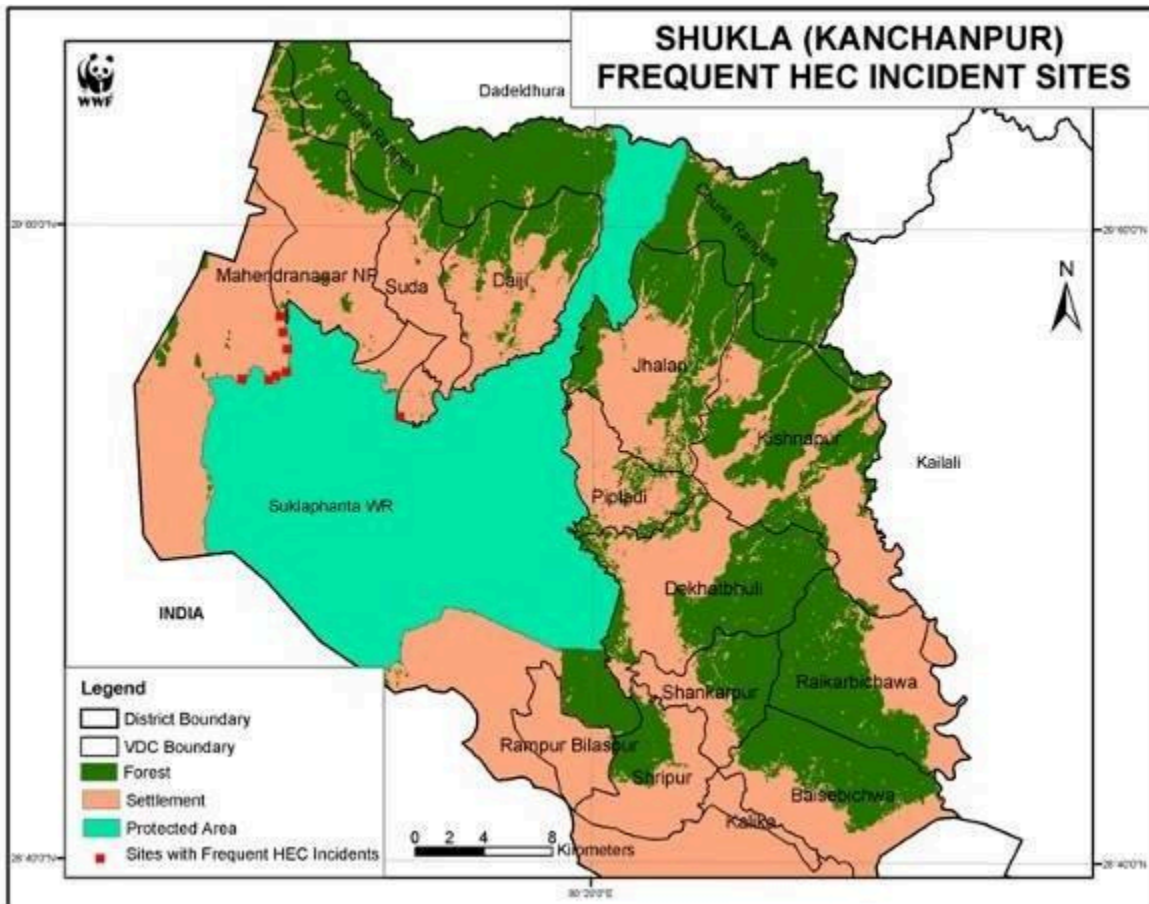 SHUKLA (KANCHANPUR)
FREQUENT HEC INCIDENT SITES
WWF
Dadeldhura
Churia Ranges
Churia Ranges
N
Mahendranagar NP
Suda
Daiji
Jhalari
Kishnapur
Kailali
Pipladi
Suklaphanta WR
Dekhatbhuli
INDIA
Shankarpur
Raikarbichawa
Rampur Bilaspur
Shripur
Baisebichwa
Kalika
Legend
District Boundary
VDC Boundary
Forest
Settlement
Protected Area
Sites with Frequent HEC Incidents
0 2 4 8
Kilometers